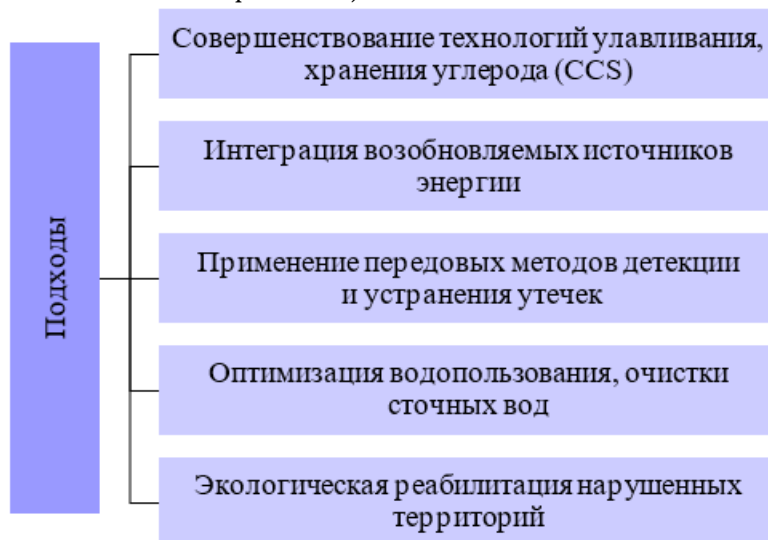 Подходы
Совершенствование технологий улавливания,
хранения углерода (CCS)
Интеграция возобновляемых источников
энергии
Применение передовых методов детекции
и устранения утечек
Оптимизация водопользования, очистки
сточных вод
Экологическая реабилитация нарушенных
территорий